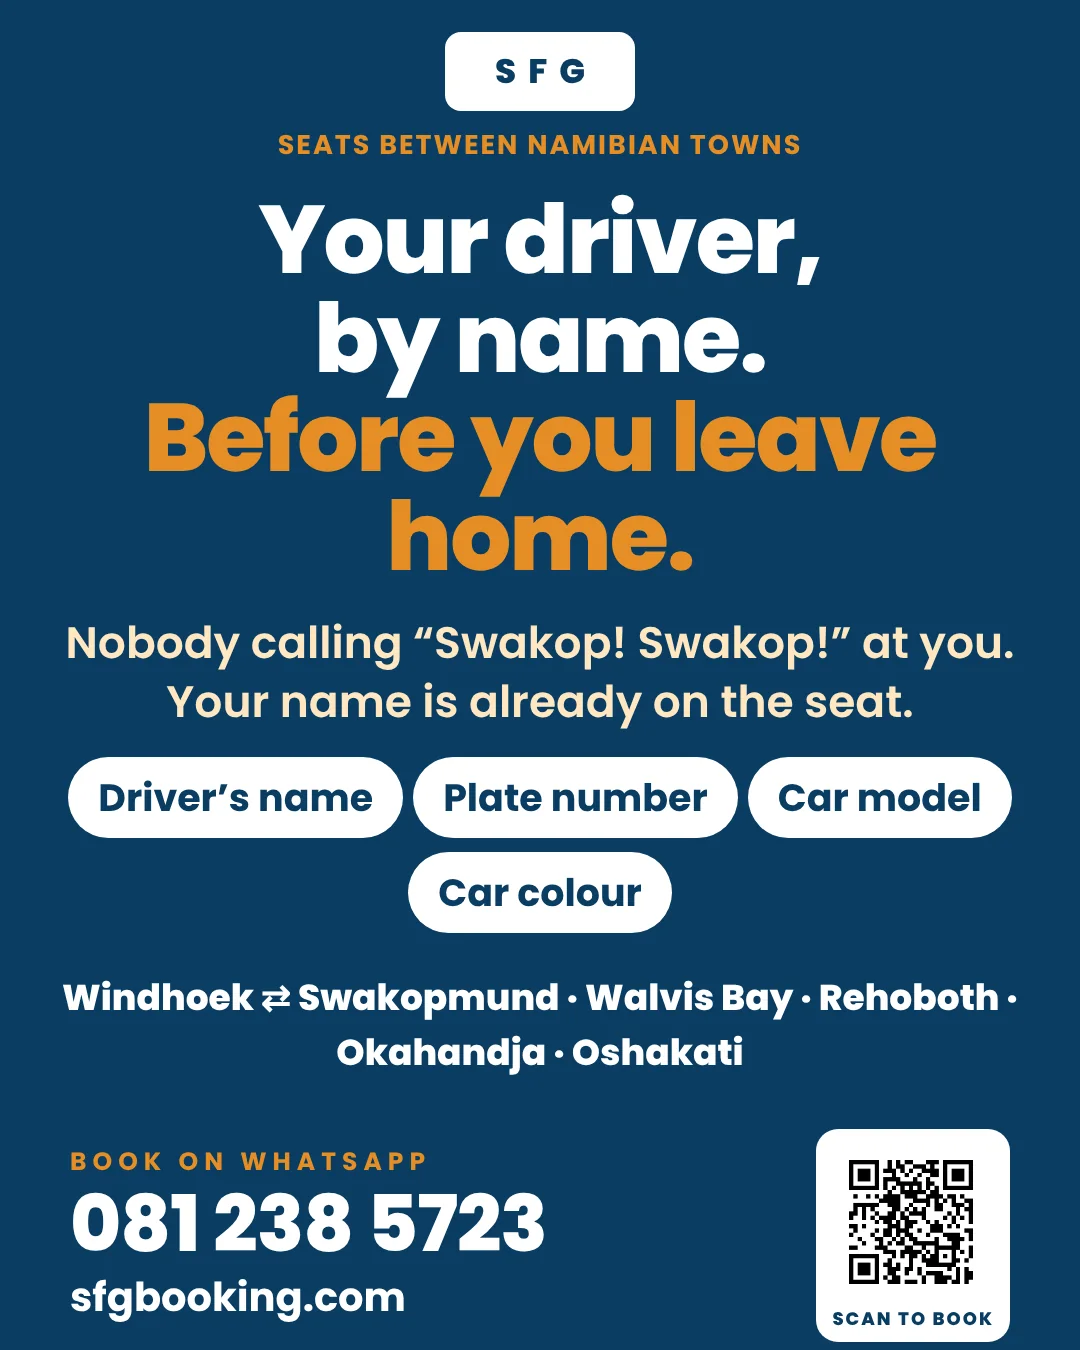 S F G
SEATS BETWEEN NAMIBIAN TOWNS
Your driver,
by name.
Before you leave
home.
Nobody calling “Swakop! Swakop!” at you.
Your name is already on the seat.
Driver’s name
Plate number
Car model
Car colour
Windhoek ⇄ Swakopmund · Walvis Bay · Rehoboth ·
Okahandja · Oshakati
BOOK ON WHATSAPP
081 238 5723
sfgbooking.com
SCAN TO BOOK